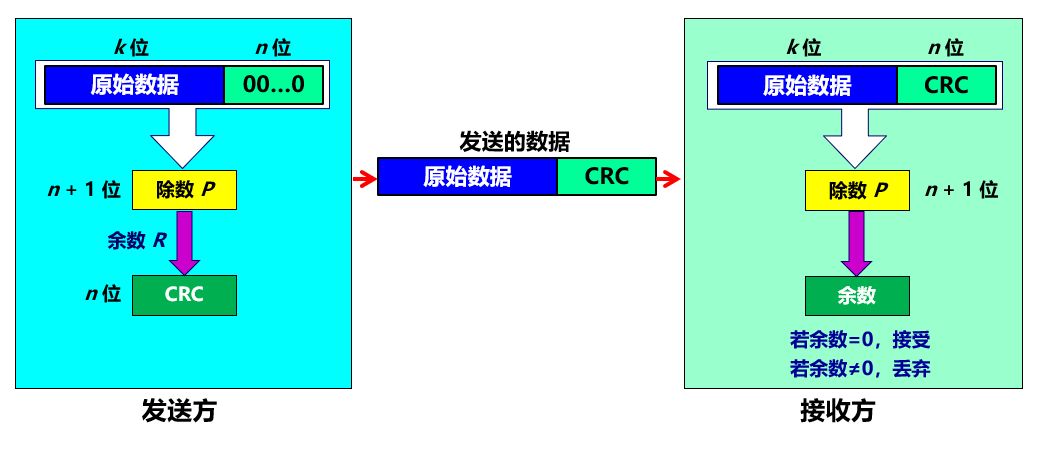 k 位 n 位
原始数据 00…0
n + 1 位 除数 P
余数 R
n 位 CRC
发送方
发送的数据
原始数据 CRC
k 位 n 位
原始数据 CRC
除数 P n + 1 位
余数
若余数=0，接受
若余数≠0，丢弃
接收方